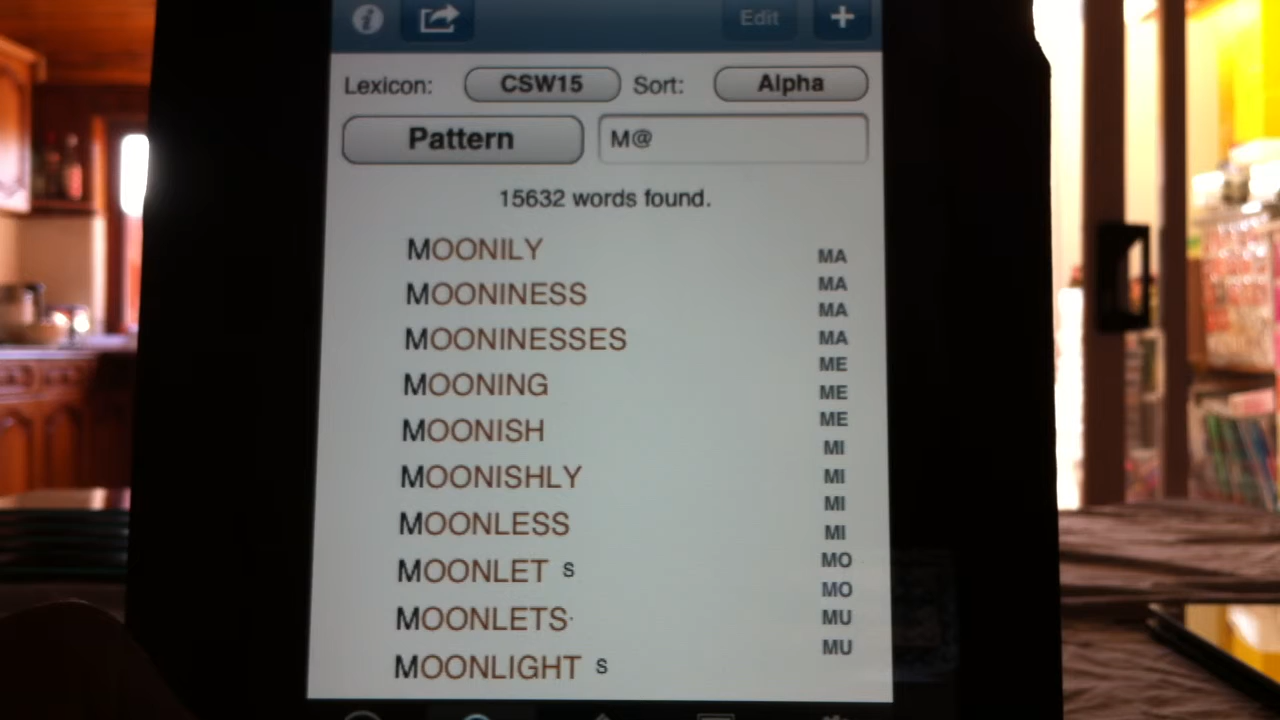 i Edit +
Lexicon: CSW15 Sort: Alpha
Pattern M@
15632 words found.
MOONILY
MOONINESS
MOONINESSES
MOONING
MOONISH
MOONISHLY
MOONLESS
MOONLET s
MOONLETS·
MOONLIGHT s
MA
MA
MA
MA
ME
ME
ME
MI
MI
MI
MI
MO
MO
MU
MU